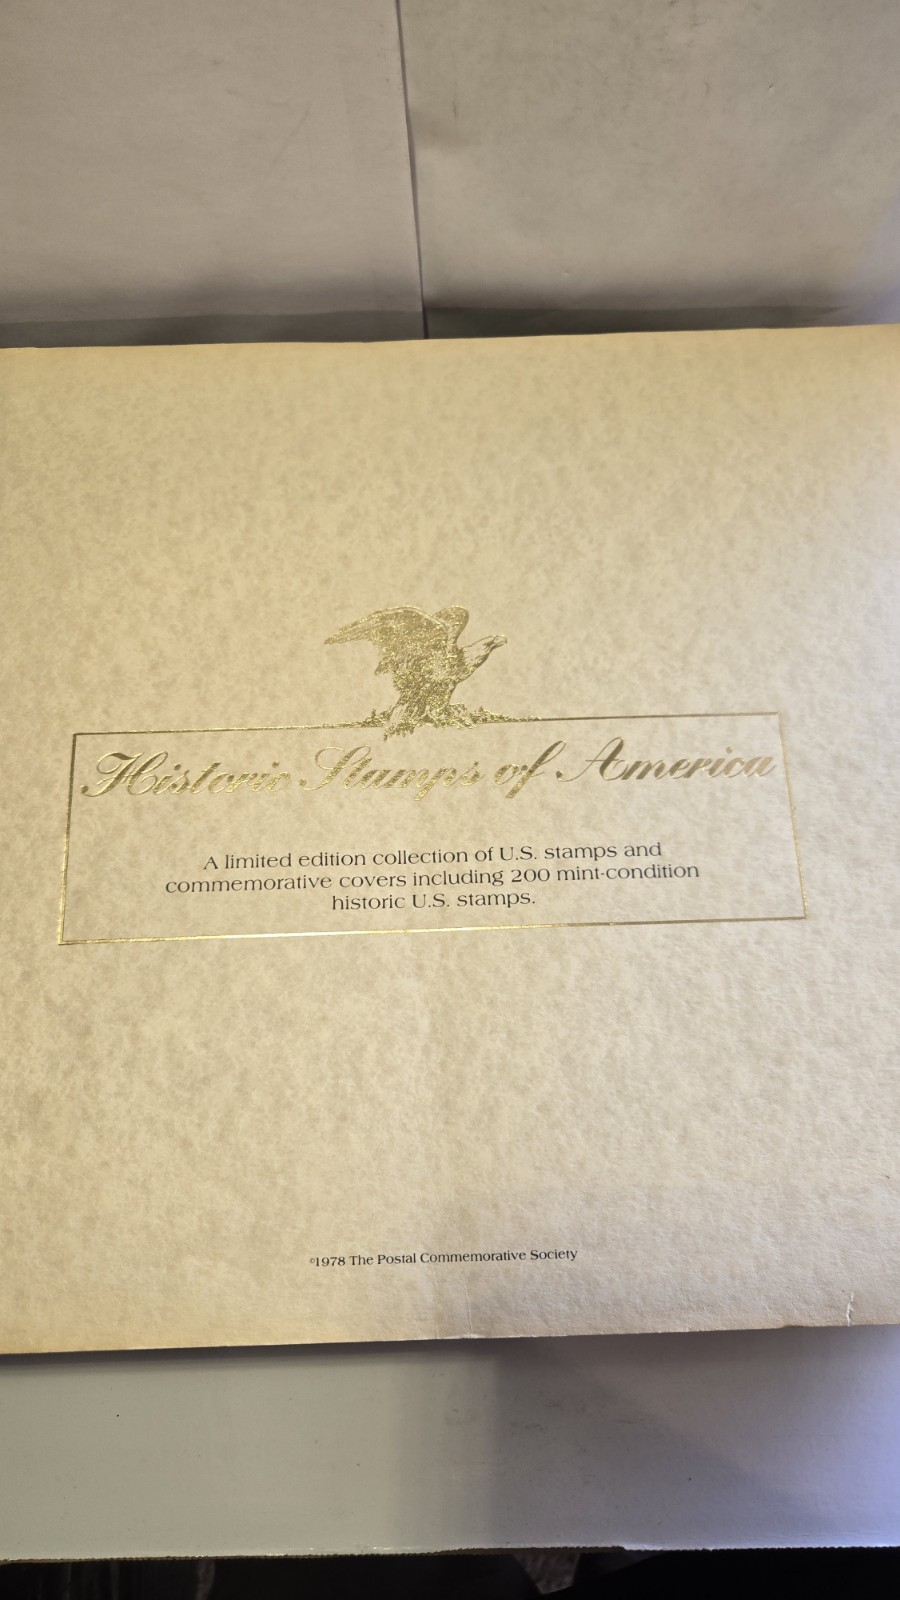 Historic Stamps of America
A limited edition collection of U.S. stamps and
commemorative covers including 200 mint-condition
historic U.S. stamps.
©1978 The Postal Commemorative Society